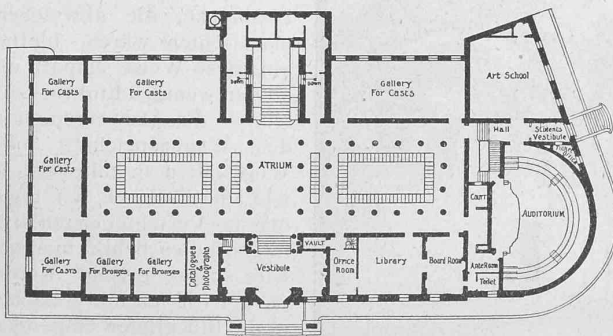 Gallery
For Casts
Gallery
For Casts
DOWN
DOWN
Gallery
For Casts
Art School
Hall
Students
Vestibule
Gallery
For Casts
ATRIUM
COURT
AUDITORIUM
Gallery
For Casts
Gallery
For Bronzes
Gallery
For Bronzes
Catalogues
&
Photographs
Vestibule
VAULT
Office
Room
Library
Board Room
Ante Room
Toilet